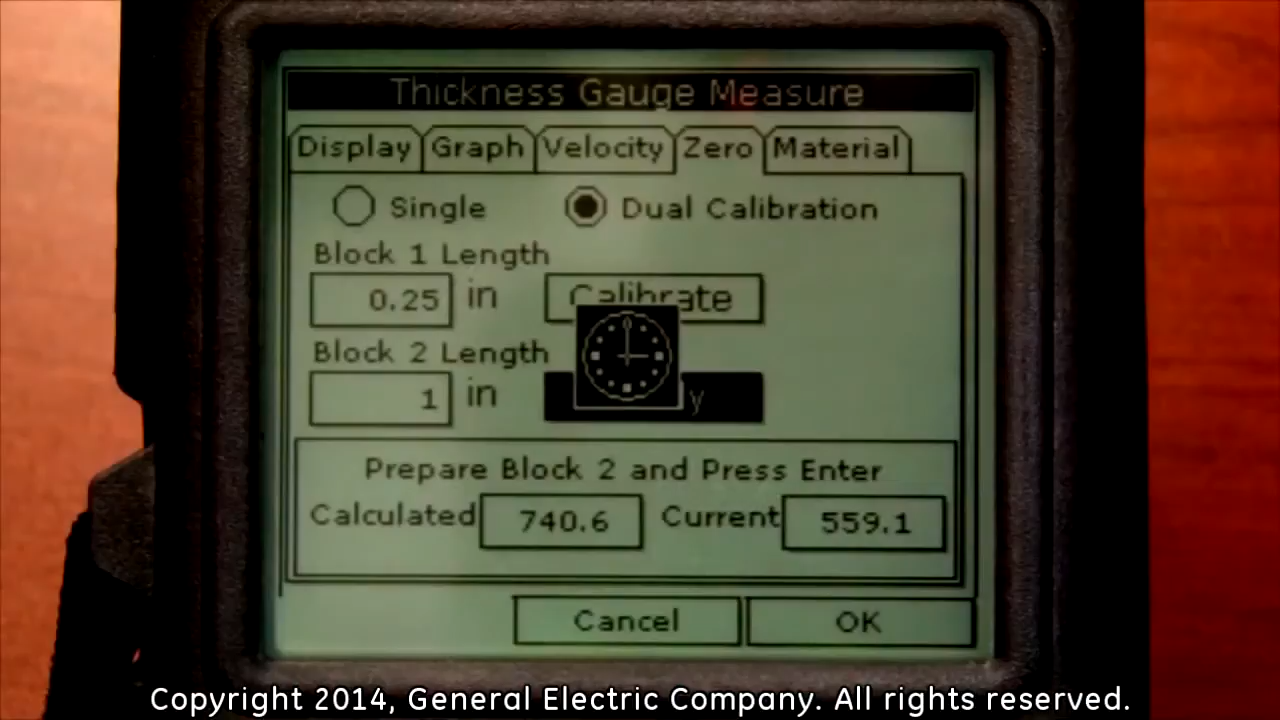 Thickness Gauge Measure
Display Graph Velocity Zero Material
Single Dual Calibration
Block 1 Length
0.25 in Calibrate
Block 2 Length
1 in y
Prepare Block 2 and Press Enter
Calculated 740.6 Current 559.1
Cancel OK
Copyright 2014, General Electric Company. All rights reserved.